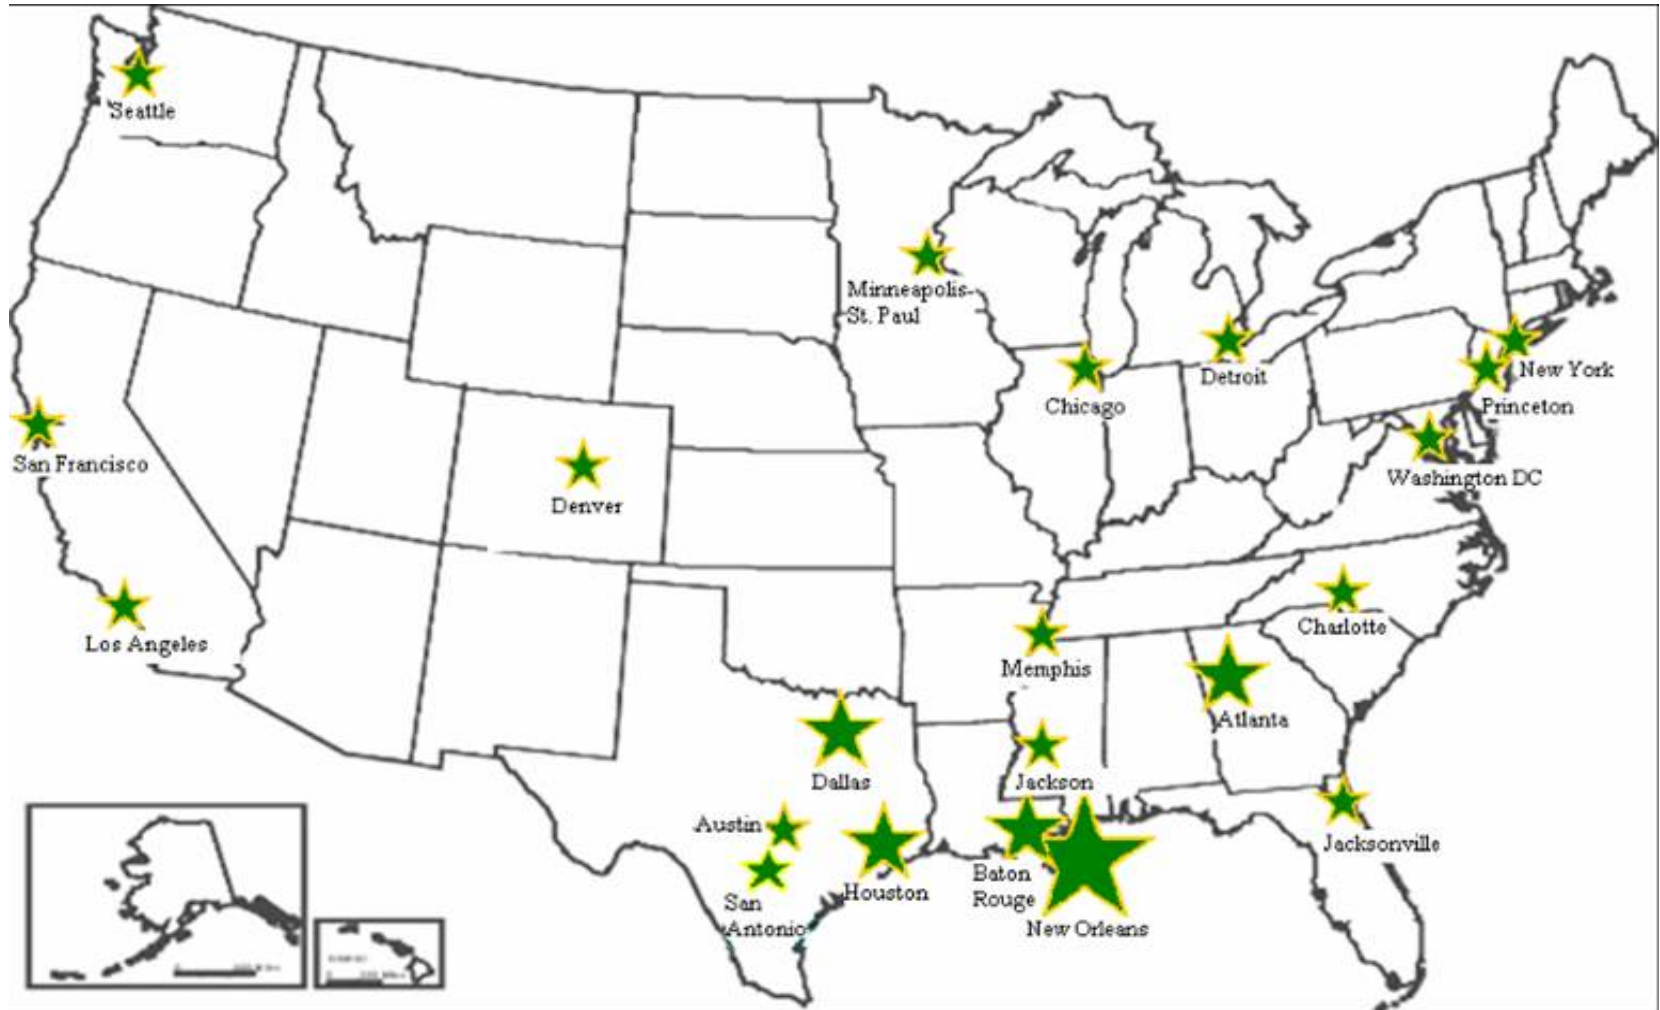 Seattle
Minneapolis-
St. Paul
Detroit
New York
Chicago
Princeton
San Francisco
Washington DC
Denver
Los Angeles
Charlotte
Memphis
Atlanta
Dallas
Jackson
Austin
Jacksonville
Houston
Baton
Rouge
San
Antonio
New Orleans